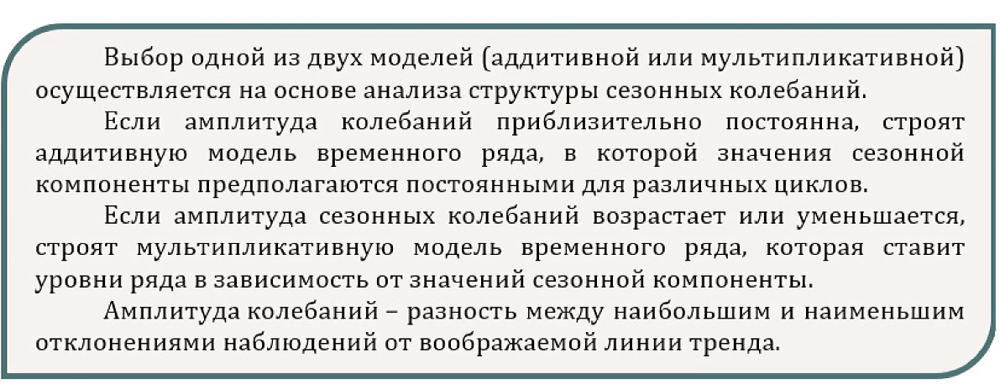 Выбор одной из двух моделей (аддитивной или мультипликативной)
осуществляется на основе анализа структуры сезонных колебаний.
Если амплитуда колебаний приблизительно постоянна, строят
аддитивную модель временного ряда, в которой значения сезонной
компоненты предполагаются постоянными для различных циклов.
Если амплитуда сезонных колебаний возрастает или уменьшается,
строят мультипликативную модель временного ряда, которая ставит
уровни ряда в зависимость от значений сезонной компоненты.
Амплитуда колебаний – разность между наибольшим и наименьшим
отклонениями наблюдений от воображаемой линии тренда.